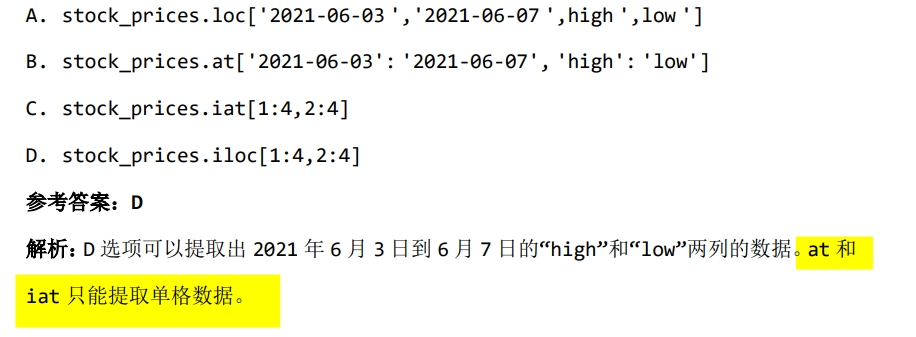 A. stock_prices.loc['2021-06-03 ','2021-06-07 ',high ',low ']
B. stock_prices.at['2021-06-03': '2021-06-07', 'high': 'low']
C. stock_prices.iat[1:4,2:4]
D. stock_prices.iloc[1:4,2:4]
参考答案：D
解析：D 选项可以提取出 2021 年 6 月 3 日到 6 月 7 日的“high”和“low”两列的数据。at 和
iat 只能提取单格数据。